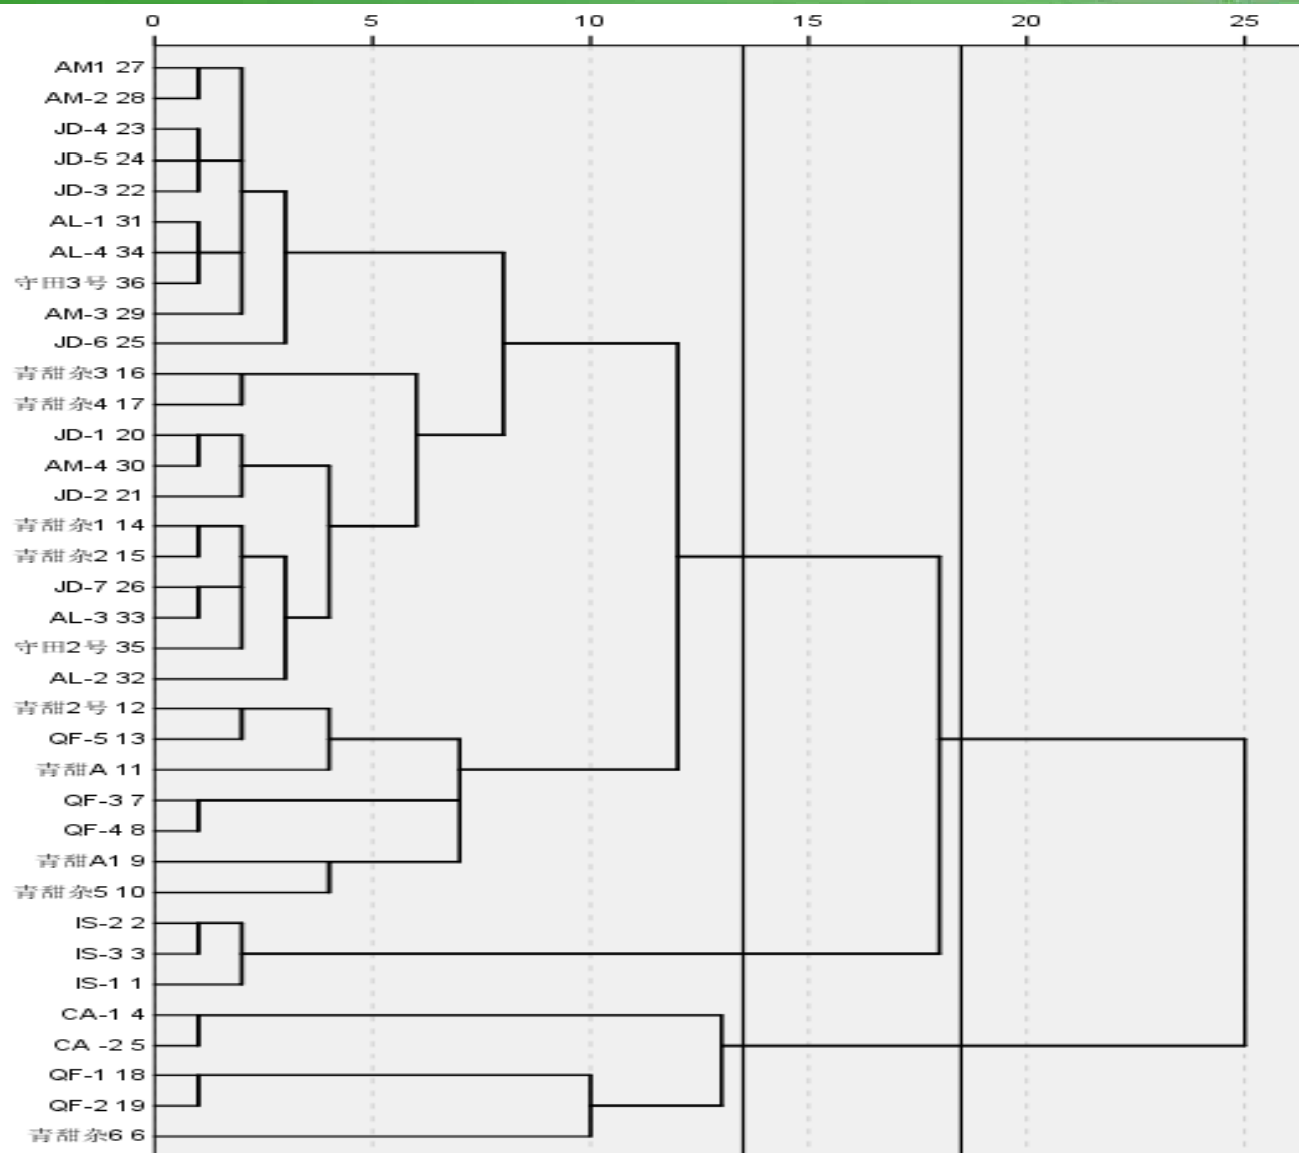 0 5 10 15 20 25
AM1 27
AM-2 28
JD-4 23
JD-5 24
JD-3 22
AL-1 31
AL-4 34
守田3号 36
AM-3 29
JD-6 25
青甜杂3 16
青甜杂4 17
JD-1 20
AM-4 30
JD-2 21
青甜杂1 14
青甜杂2 15
JD-7 26
AL-3 33
守田2号 35
AL-2 32
青甜2号 12
QF-5 13
青甜A 11
QF-3 7
QF-4 8
青甜A1 9
青甜杂5 10
IS-2 2
IS-3 3
IS-1 1
CA-1 4
CA -2 5
QF-1 18
QF-2 19
青甜杂6 6